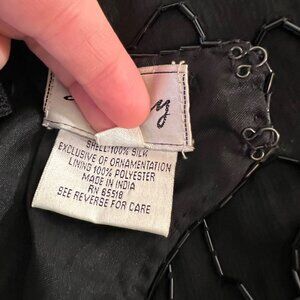 SHELL: 100% SILK
EXCLUSIVE OF ORNAMENTATION
LINING 100% POLYESTER
MADE IN INDIA
RN 85518
SEE REVERSE FOR CARE